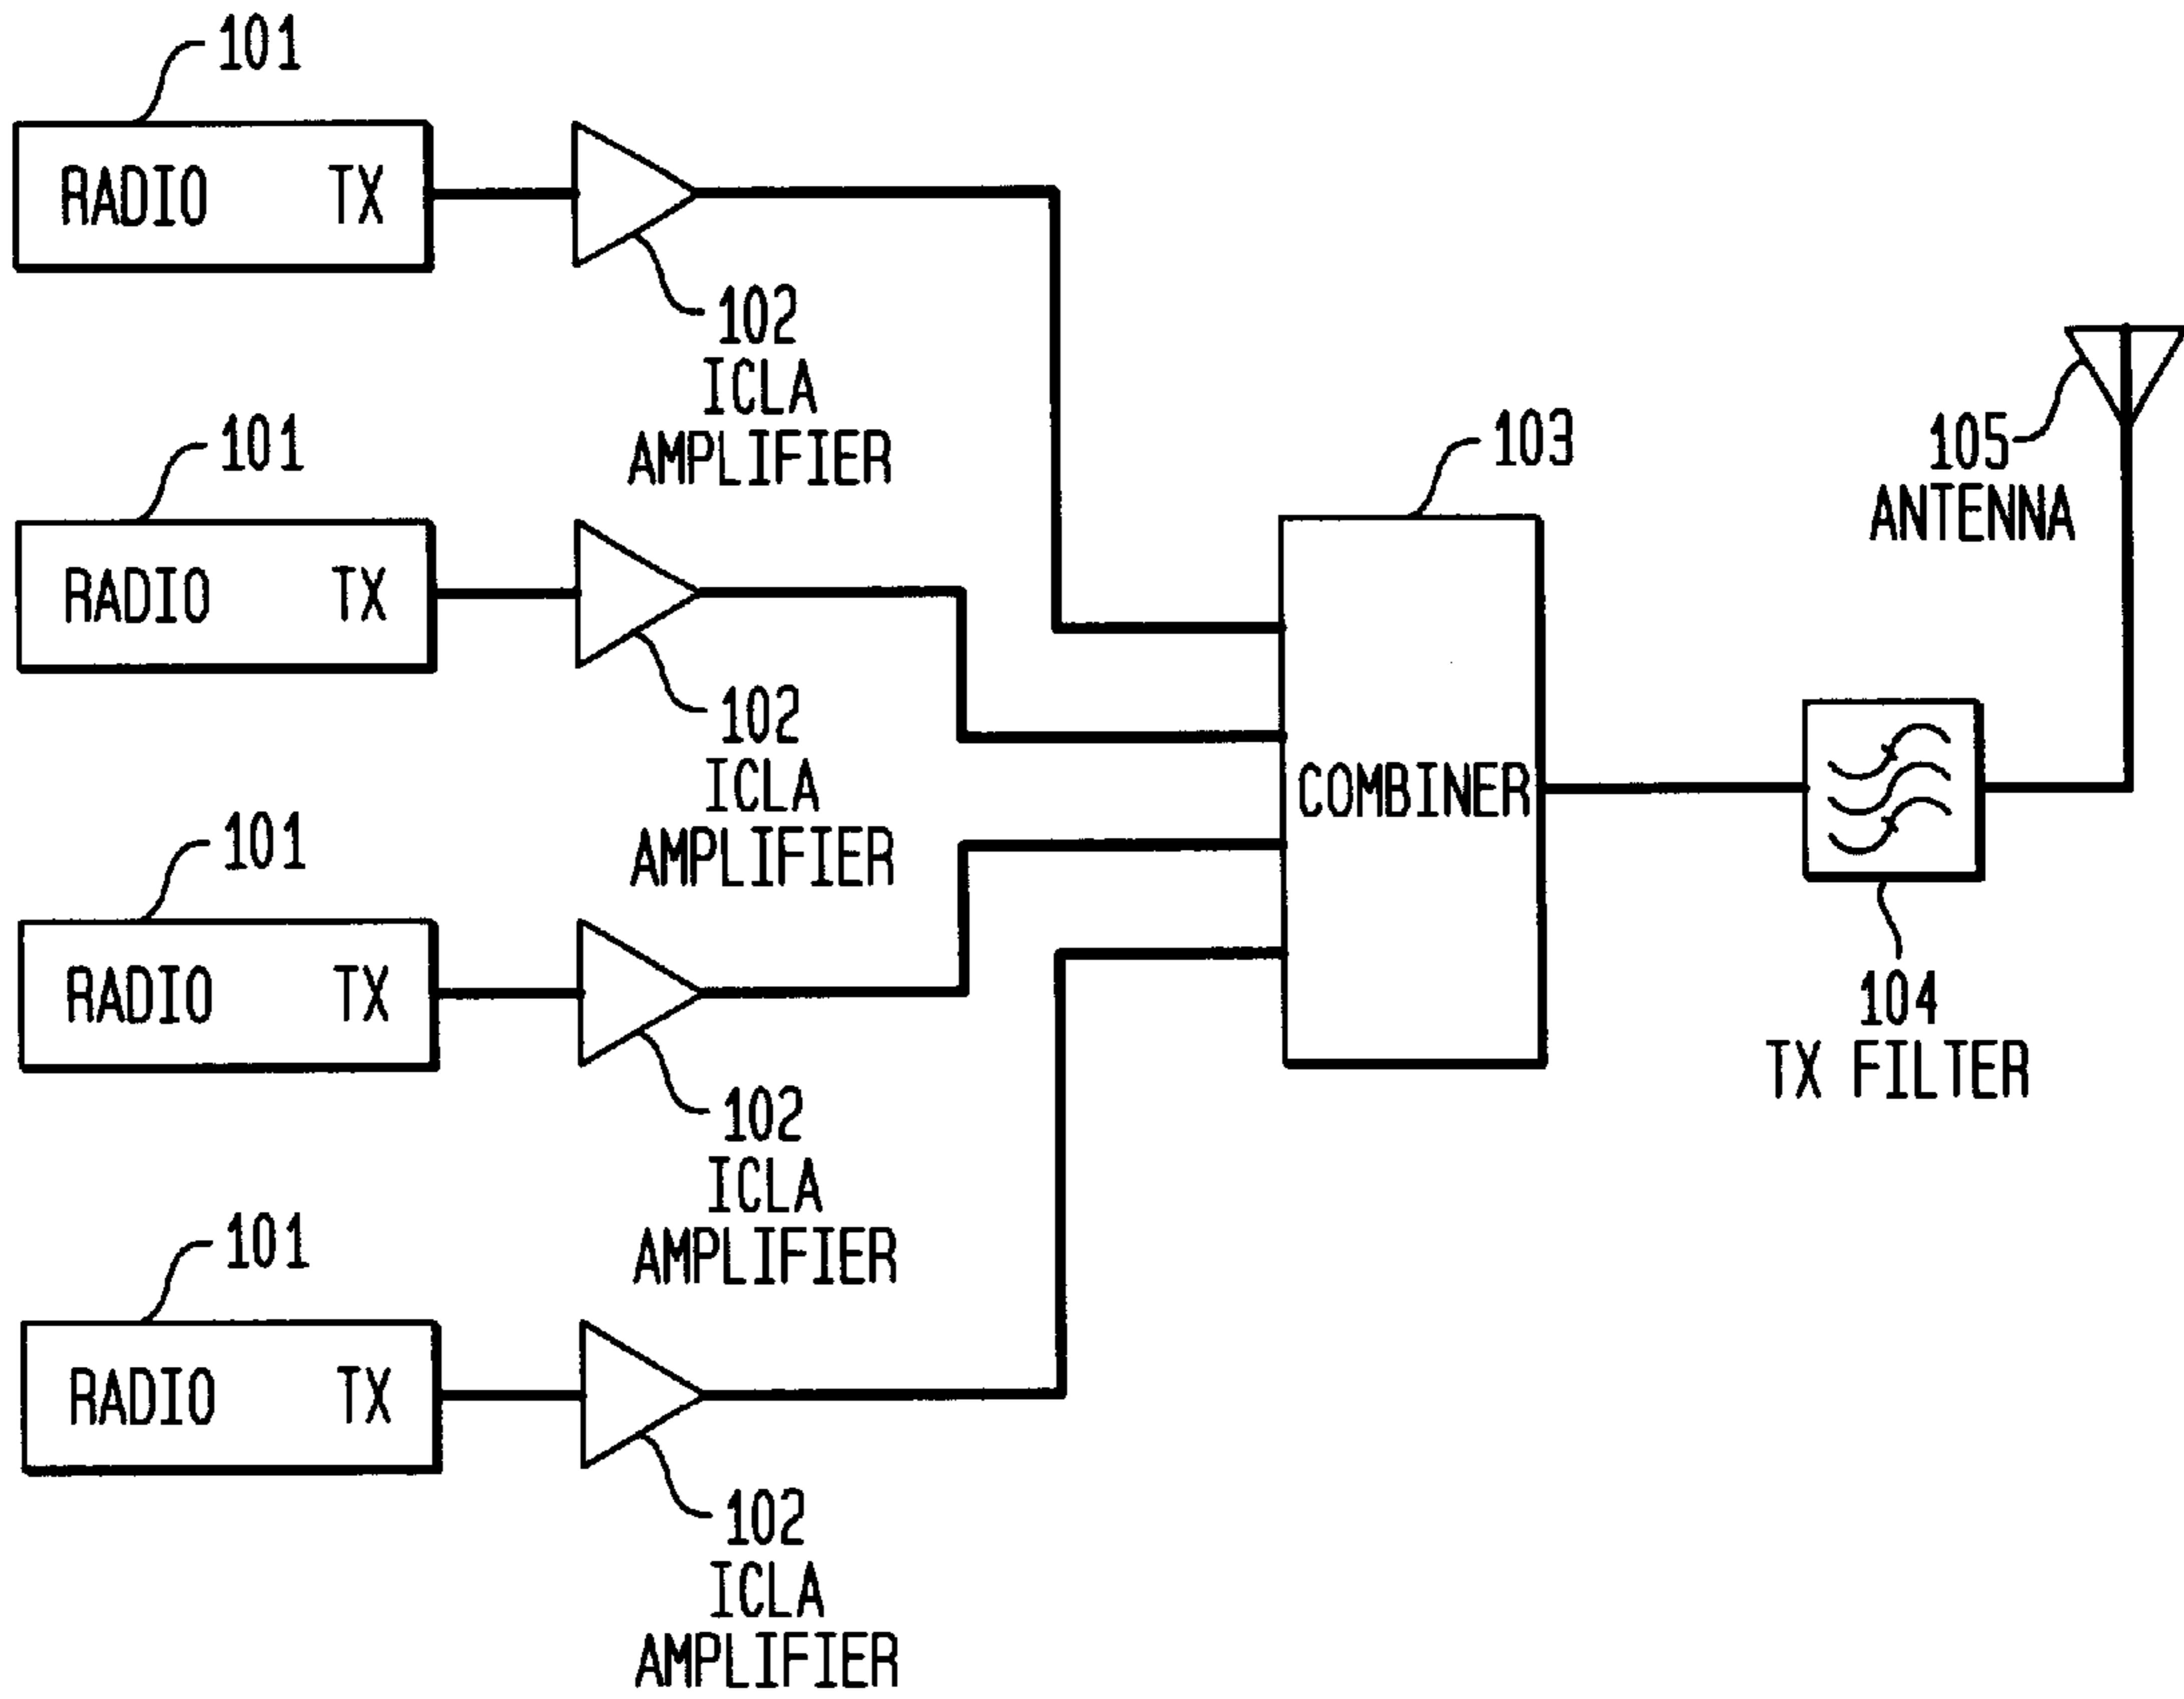 101
RADIO TX
102
ICLA
AMPLIFIER
101
RADIO TX
102
ICLA
AMPLIFIER
101
RADIO TX
102
ICLA
AMPLIFIER
101
RADIO TX
102
ICLA
AMPLIFIER
103
COMBINER
105
ANTENNA
104
TX FILTER